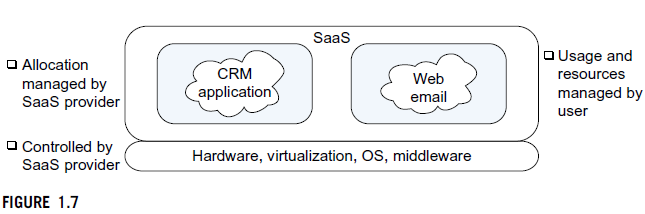 SaaS
❑ Allocation
managed by
SaaS provider
CRM
application
Web
email
❑ Usage and
resources
managed by
user
❑ Controlled by
SaaS provider
Hardware, virtualization, OS, middleware
FIGURE 1.7